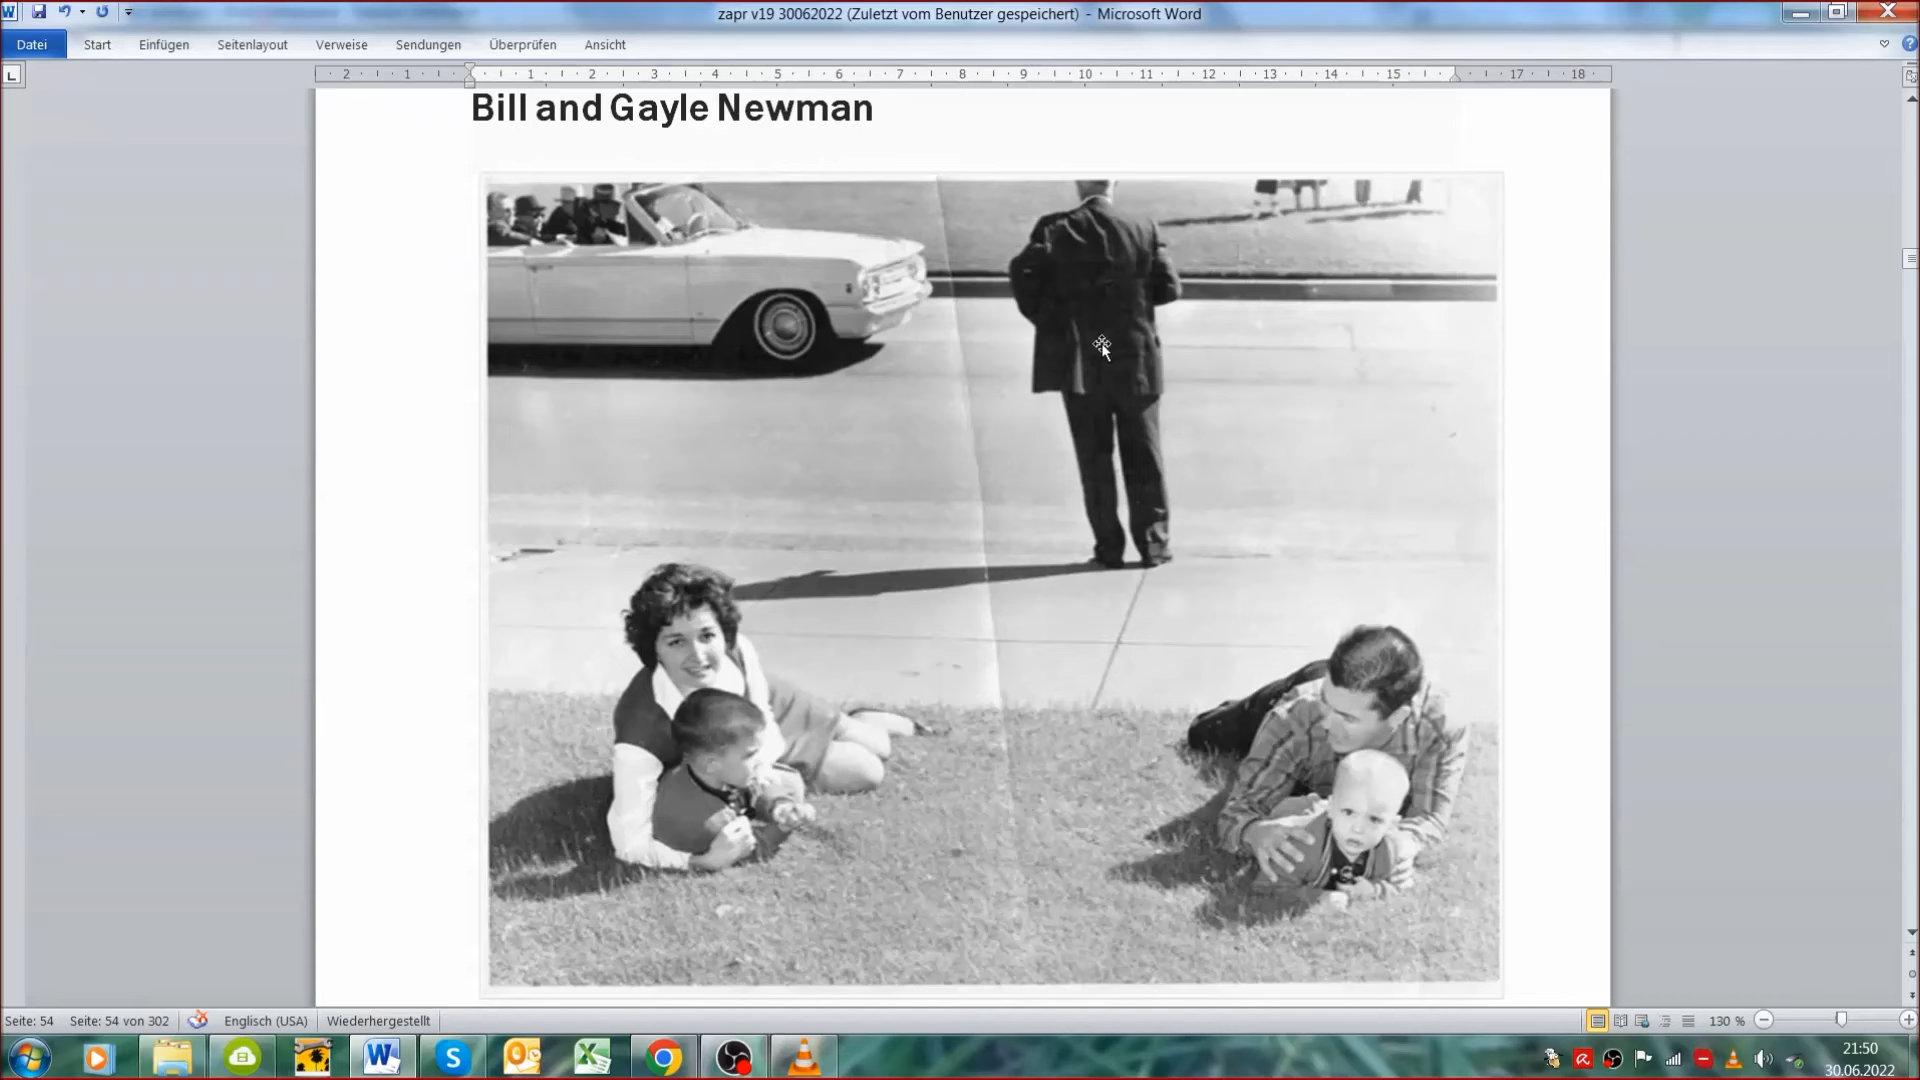 zapr v19 30062022 (Zuletzt vom Benutzer gespeichert) - Microsoft Word
Datei Start Einfügen Seitenlayout Verweise Sendungen Überprüfen Ansicht
2 1 1 2 3 4 5 6 7 8 9 10 11 12 13 14 15 17 18
Bill and Gayle Newman
Seite: 54 Seite: 54 von 302 Englisch (USA) Wiederhergestellt 130 %
21:50
30.06.2022